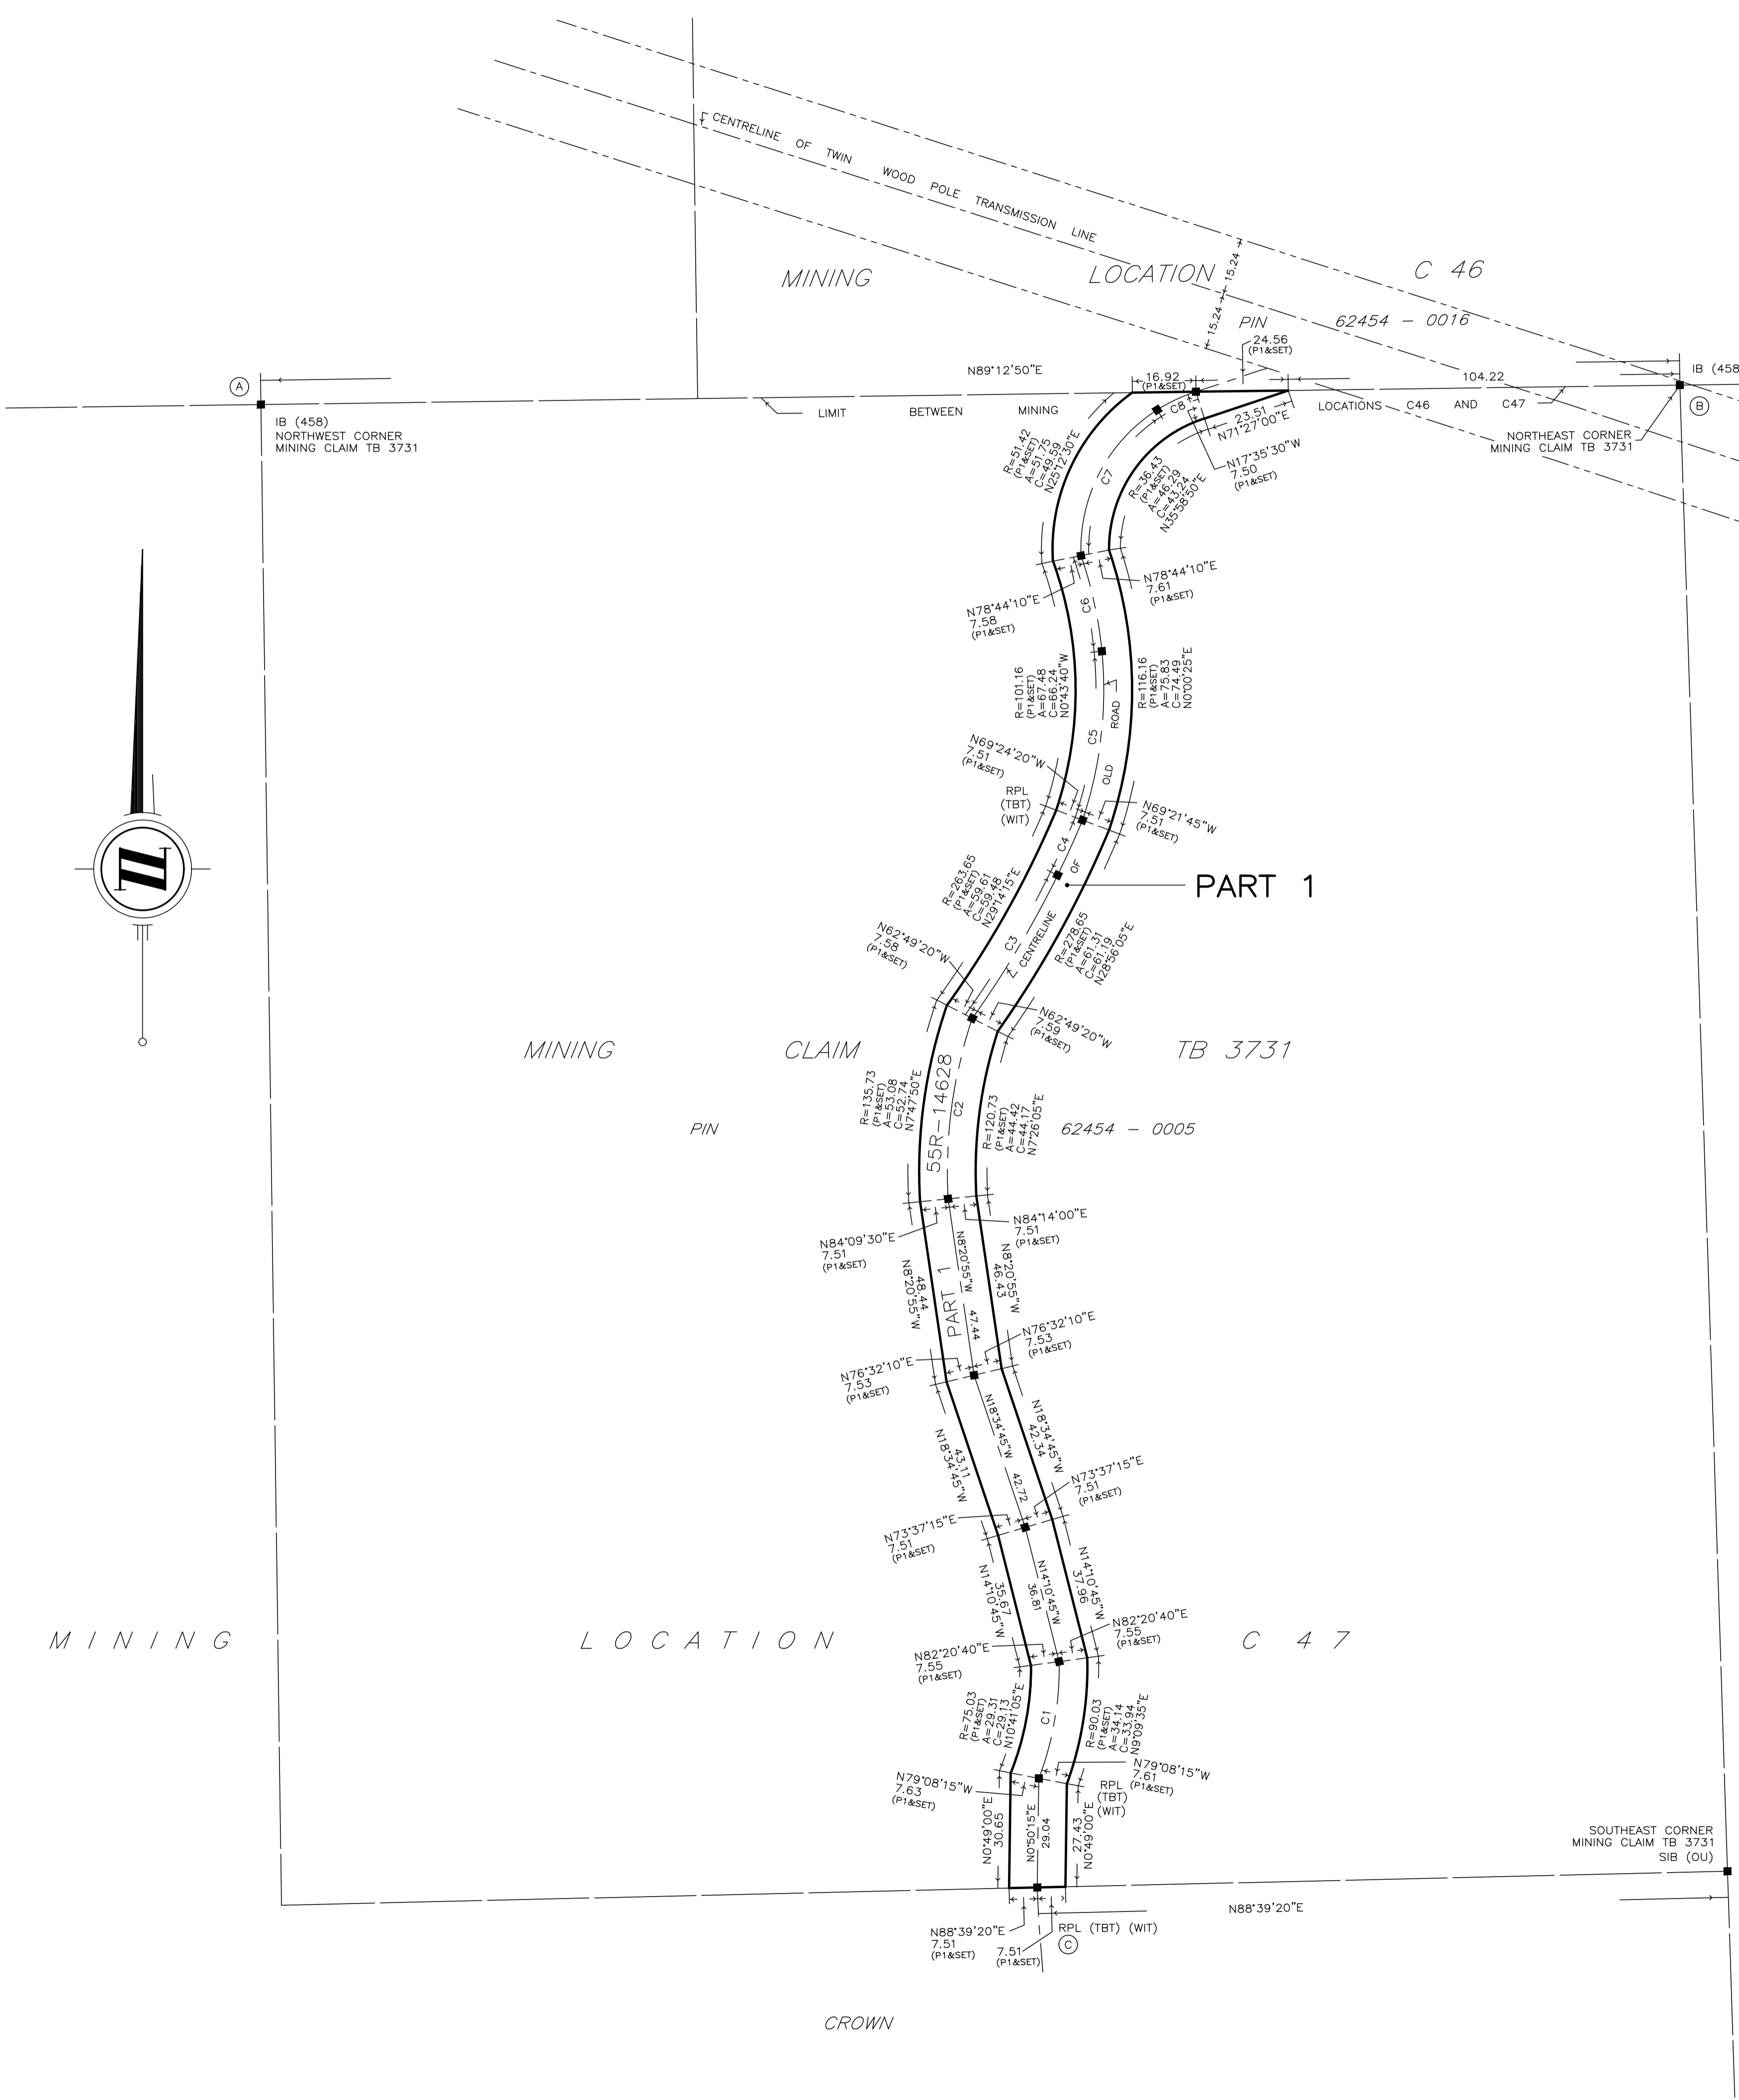 CENTRELINE OF TWIN WOOD POLE TRANSMISSION LINE
MINING LOCATION C 46
15.24
15.24
PIN 62454 - 0016
24.56
(P1&SET)
N89°12'50"E
16.92
(P1&SET)
104.22
IB (458
A
B
IB (458)
NORTHWEST CORNER
MINING CLAIM TB 3731
LIMIT BETWEEN MINING LOCATIONS C46 AND C47
NORTHEAST CORNER
MINING CLAIM TB 3731
C8
23.51
N71°27'00"E
N17°35'30"W
7.50
(P1&SET)
R=51.42
(P1&SET)
A=51.75
C=49.59
N25°12'30"E
C7
R=36.43
(P1&SET)
A=46.29
C=43.24
N35°58'50"E
N78°44'10"E
7.58
(P1&SET)
N78°44'10"E
7.61
(P1&SET)
C6
R=101.16
(P1&SET)
A=67.48
C=66.24
N0°43'40"W
R=116.16
(P1&SET)
A=75.83
C=74.49
N0°00'25"E
C5
CENTRELINE OF OLD ROAD
N69°24'20"W
7.51
(P1&SET)
RPL
(TBT)
(WIT)
N69°21'45"W
7.51
(P1&SET)
C4
PART 1
R=263.65
(P1&SET)
A=59.61
C=59.48
N29°14'15"E
C3
R=278.65
(P1&SET)
A=61.31
C=61.19
N28°56'05"E
N62°49'20"W
7.58
(P1&SET)
N62°49'20"W
7.59
(P1&SET)
MINING CLAIM TB 3731
R=135.73
(P1&SET)
A=53.08
C=52.74
N7°47'50"E
55R-14628
C2
R=120.73
(P1&SET)
A=44.42
C=44.17
N7°26'05"E
PIN 62454 - 0005
N84°09'30"E
7.51
(P1&SET)
N84°14'00"E
7.51
(P1&SET)
48.44
N8°20'55"W
PART 1
N8°20'55"W
47.44
N8°20'55"W
46.43
N76°32'10"E
7.53
(P1&SET)
N76°32'10"E
7.53
(P1&SET)
43.11
N18°34'45"W
N18°34'45"W
42.72
N18°34'45"W
42.34
N73°37'15"E
7.51
(P1&SET)
N73°37'15"E
7.51
(P1&SET)
35.67
N14°10'45"W
N14°10'45"W
36.81
N14°10'45"W
37.96
MINING LOCATION C 47
N82°20'40"E
7.55
(P1&SET)
N82°20'40"E
7.55
(P1&SET)
R=75.03
(P1&SET)
A=29.31
C=29.13
N10°41'05"E
C1
R=90.03
(P1&SET)
A=34.14
C=33.94
N9°09'35"E
N79°08'15"W
7.63
(P1&SET)
N79°08'15"W
7.61
(P1&SET)
RPL
(TBT)
(WIT)
N0°49'00"E
30.65
N0°50'15"E
29.04
27.43
N0°49'00"E
SOUTHEAST CORNER
MINING CLAIM TB 3731
SIB (OU)
N88°39'20"E
N88°39'20"E
7.51
(P1&SET)
7.51
(P1&SET)
RPL (TBT) (WIT)
C
CROWN